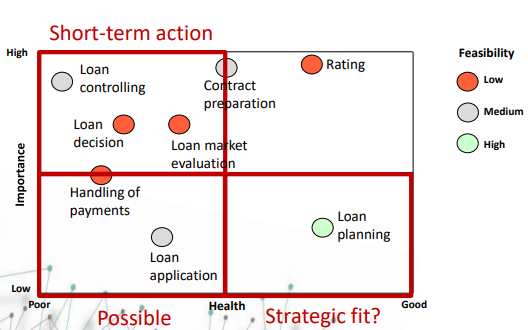 Short-term action
High
Feasibility
Loan
controlling
Contract
preparation
Rating
Low
Medium
High
Loan
decision
Loan market
evaluation
Importance
Handling of
payments
Loan
planning
Loan
application
Low
Poor
Health
Good
Possible
Strategic fit?